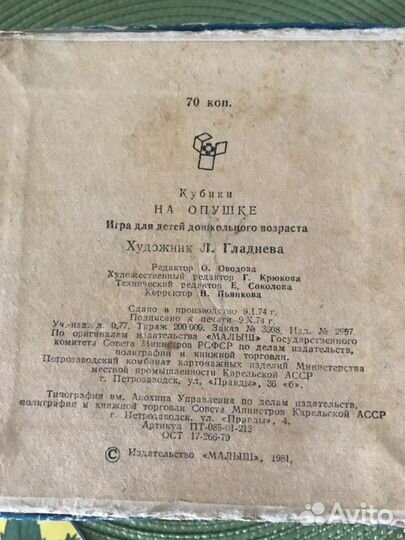 70 коп.
Кубики
НА ОПУШКЕ
Игра для детей дошкольного возраста
Художник Л. Гладнева
Редактор О. Оводова
Художественный редактор Г. Крюкова
Технический редактор Е. Соколова
Корректор Н. Пьянкова
Сдано в производство 9.1.74 г.
Подписано к печати 9.X.74 г.
Уч.-изд. л. 0,77. Тираж 200 000. Заказ № 3508. Изд. № 2997
По оригиналам издательства «МАЛЫШ» Государственного
комитета Совета Министров РСФСР по делам издательств,
полиграфии и книжной торговли.
Петрозаводский комбинат картонажных изделий Министерства
местной промышленности Карельской АССР
г. Петрозаводск, ул. «Правды», 36 «б».
Типография им. Анохина Управления по делам издательств,
полиграфии и книжной торговли Совета Министров Карельской АССР
г. Петрозаводск, ул. «Правды», 4.
Артикул ПТ-085-01-212
ОСТ 17-266-79
© Издательство «МАЛЫШ», 1981,
Avito